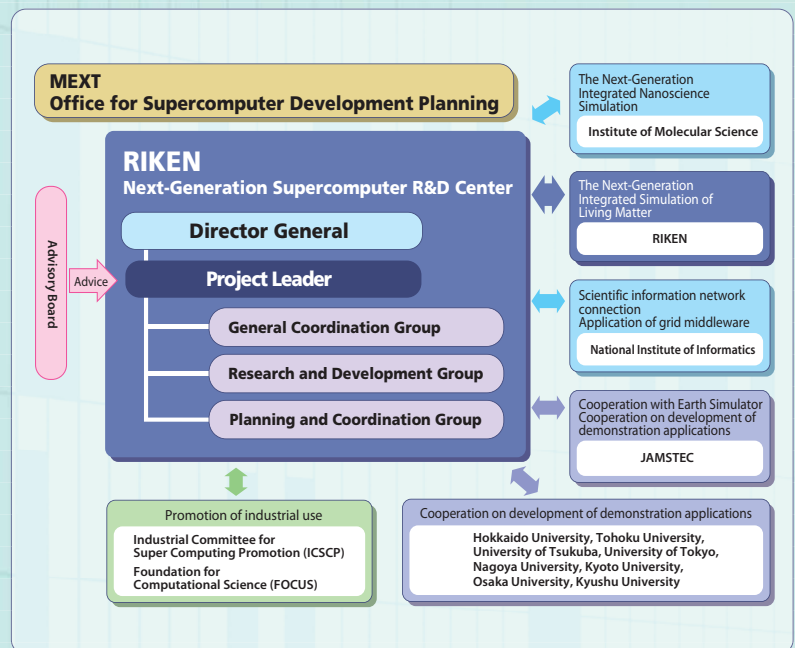 MEXT
Office for Supercomputer Development Planning
RIKEN
Next-Generation Supercomputer R&D Center
Director General
Project Leader
General Coordination Group
Research and Development Group
Planning and Coordination Group
Advisory Board
Advice
The Next-Generation
Integrated Nanoscience
Simulation
Institute of Molecular Science
The Next-Generation
Integrated Simulation of
Living Matter
RIKEN
Scientific information network
connection
Application of grid middleware
National Institute of Informatics
Cooperation with Earth Simulator
Cooperation on development of
demonstration applications
JAMSTEC
Promotion of industrial use
Industrial Committee for
Super Computing Promotion (ICSCP)
Foundation for
Computational Science (FOCUS)
Cooperation on development of demonstration applications
Hokkaido University, Tohoku University,
University of Tsukuba, University of Tokyo,
Nagoya University, Kyoto University,
Osaka University, Kyushu University